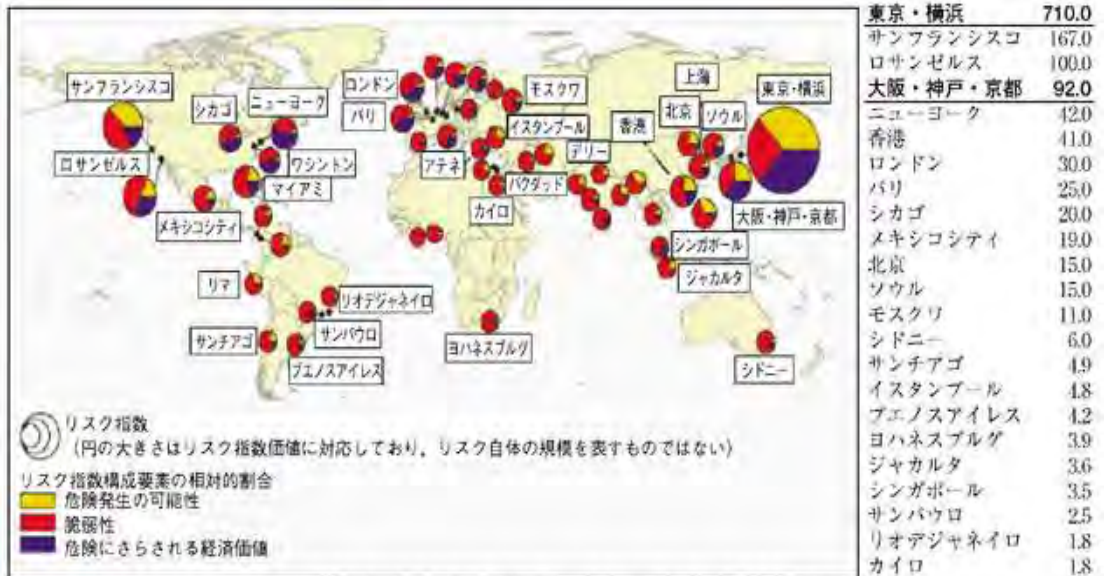 サンフランシスコ
シカゴ
ニューヨーク
ロサンゼルス
ワシントン
マイアミ
メキシコシティ
リマ
リオデジャネイロ
サンパウロ
サンチアゴ
ブエノスアイレス
ロンドン
パリ
モスクワ
イスタンブール
アテネ
バクダッド
カイロ
デリー
ヨハネスブルグ
上海
北京
ソウル
香港
東京・横浜
大阪・神戸・京都
シンガポール
ジャカルタ
シドニー
リスク指数
(円の大きさはリスク指数価値に対応しており，リスク自体の規模を表すものではない)
リスク指数構成要素の相対的割合
危険発生の可能性
脆弱性
危険にさらされる経済価値
東京・横浜 710.0
サンフランシスコ 167.0
ロサンゼルス 100.0
大阪・神戸・京都 92.0
ニューヨーク 42.0
香港 41.0
ロンドン 30.0
パリ 25.0
シカゴ 20.0
メキシコシティ 19.0
北京 15.0
ソウル 15.0
モスクワ 11.0
シドニー 6.0
サンチアゴ 4.9
イスタンブール 4.8
ブエノスアイレス 4.2
ヨハネスブルグ 3.9
ジャカルタ 3.6
シンガポール 3.5
サンパウロ 2.5
リオデジャネイロ 1.8
カイロ 1.8